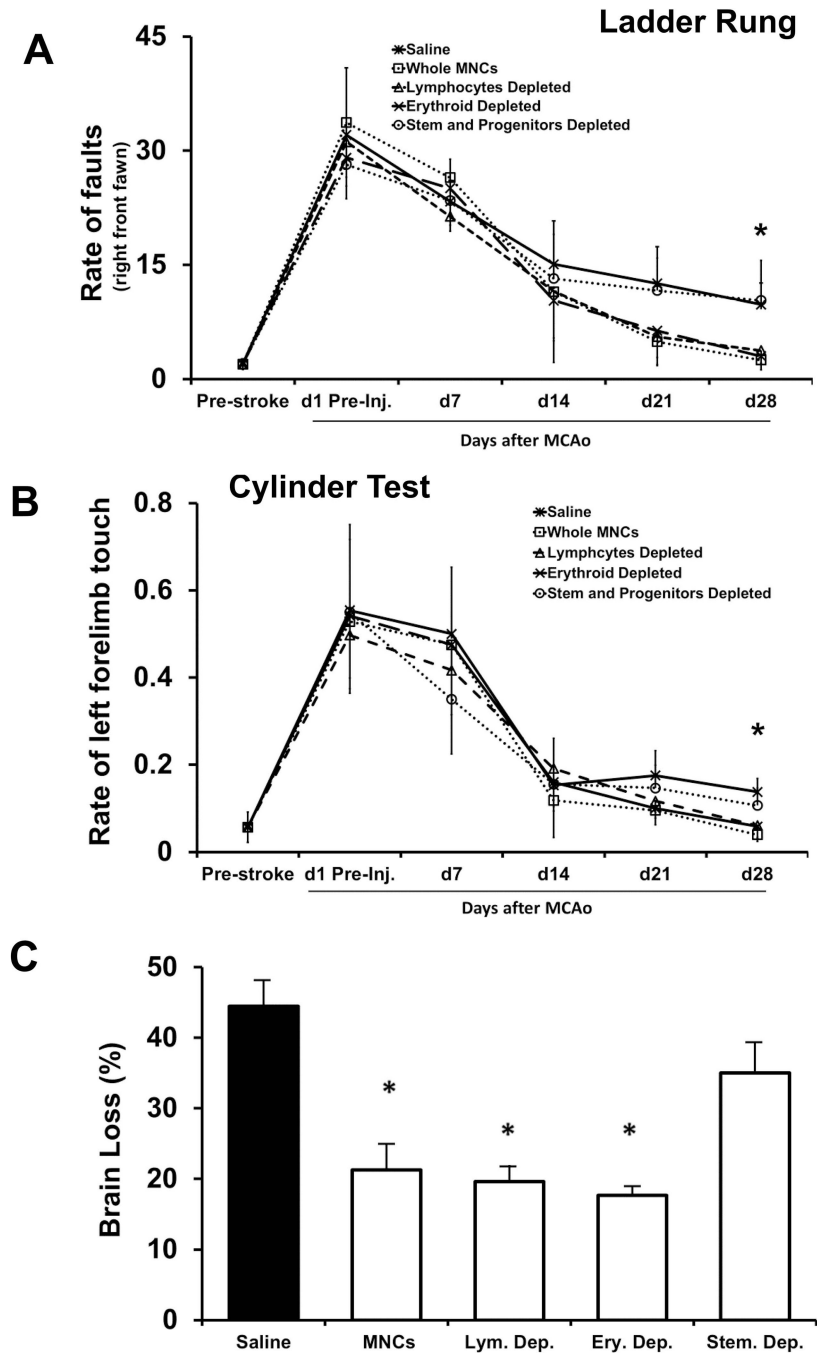 A
Ladder Rung
45
30
15
0
Rate of faults
(right front fawn)
Saline
Whole MNCs
Lymphocytes Depleted
Erythroid Depleted
Stem and Progenitors Depleted
*
Pre-stroke d1 Pre-Inj. d7 d14 d21 d28
Days after MCAo
B
Cylinder Test
0.8
0.6
0.4
0.2
0
Rate of left forelimb touch
Saline
Whole MNCs
Lymphcytes Depleted
Erythroid Depleted
Stem and Progenitors Depleted
*
Pre-stroke d1 Pre-Inj. d7 d14 d21 d28
Days after MCAo
C
50
40
30
20
10
0
Brain Loss (%)
* * *
Saline MNCs Lym. Dep. Ery. Dep. Stem. Dep.